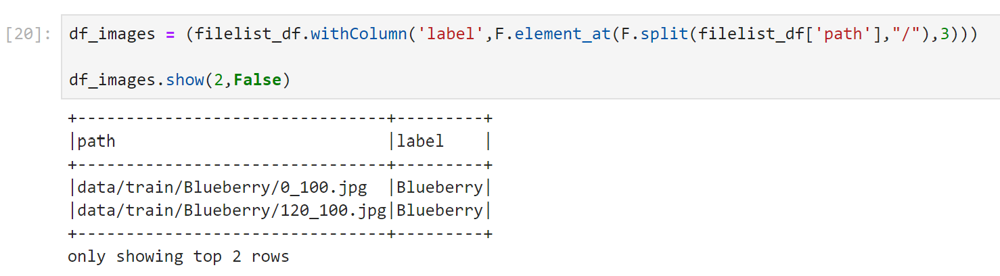 [20]: df_images = (filelist_df.withColumn('label',F.element_at(F.split(filelist_df['path'],"/"),3)))
df_images.show(2,False)
+--------------------------------+---------+
|path                            |label    |
+--------------------------------+---------+
|data/train/Blueberry/0_100.jpg  |Blueberry|
|data/train/Blueberry/120_100.jpg|Blueberry|
+--------------------------------+---------+
only showing top 2 rows